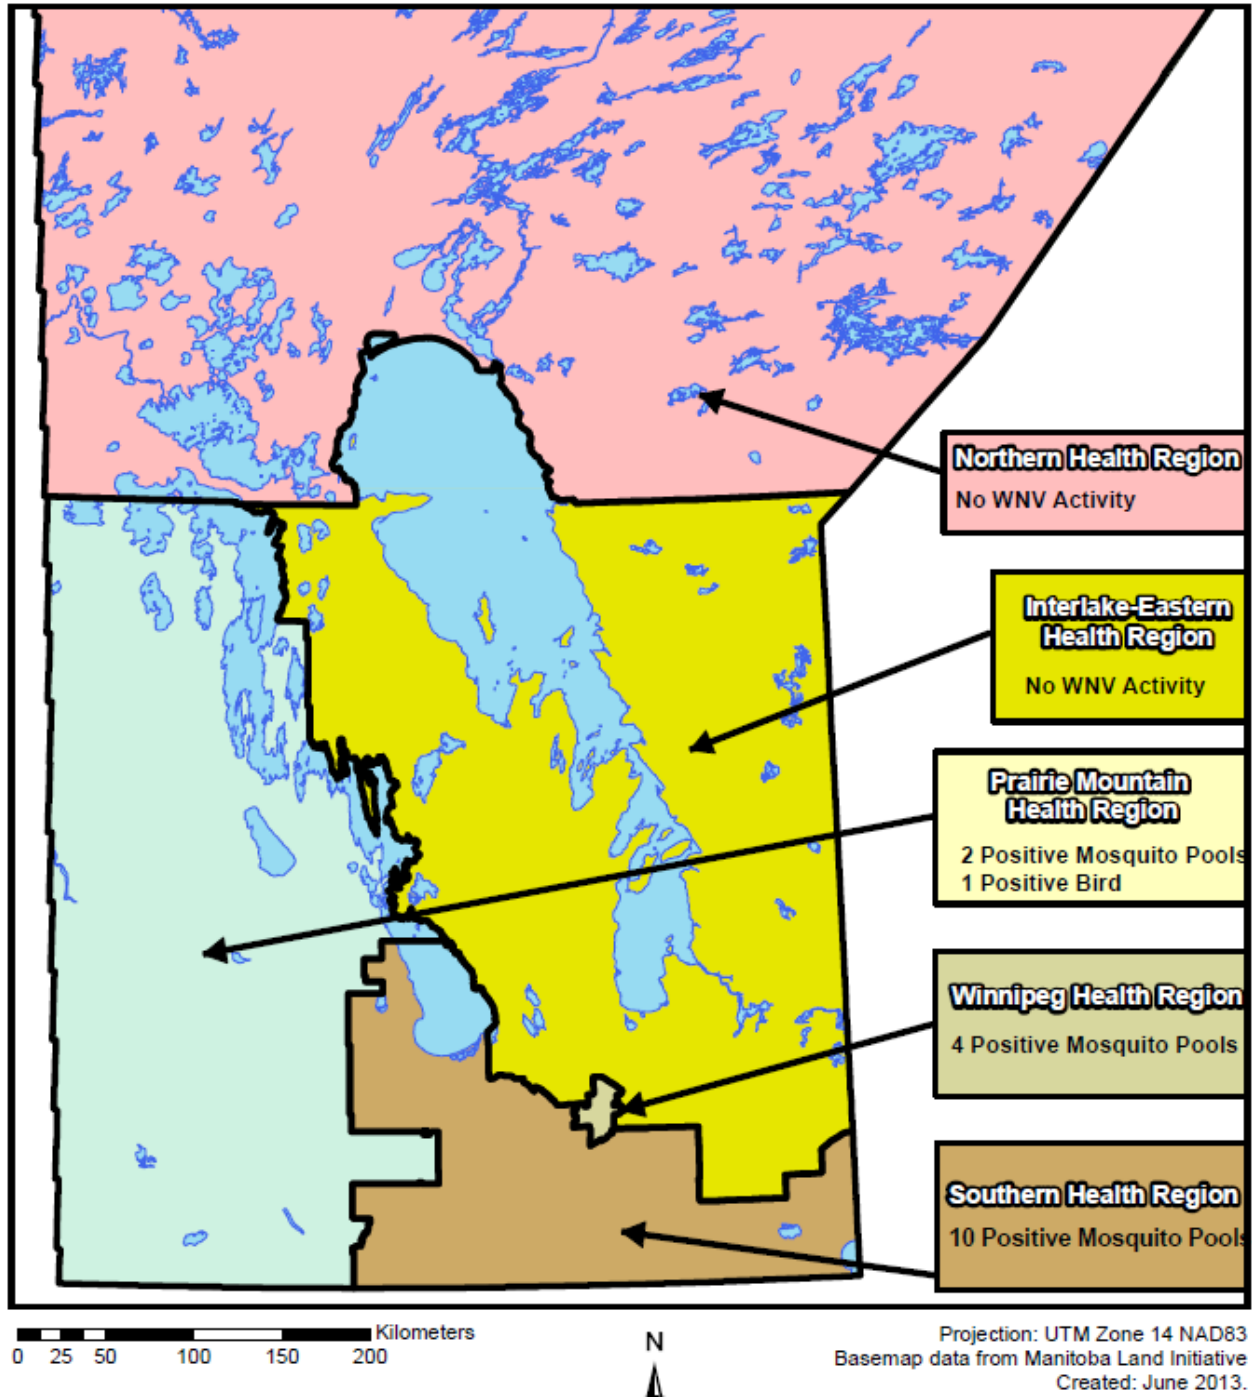 Northern Health Region
No WNV Activity
Interlake-Eastern
Health Region
No WNV Activity
Prairie Mountain
Health Region
2 Positive Mosquito Pools
1 Positive Bird
Winnipeg Health Region
4 Positive Mosquito Pools
Southern Health Region
10 Positive Mosquito Pools
Kilometers
0 25 50 100 150 200
N
Projection: UTM Zone 14 NAD83
Basemap data from Manitoba Land Initiative
Created: June 2013.